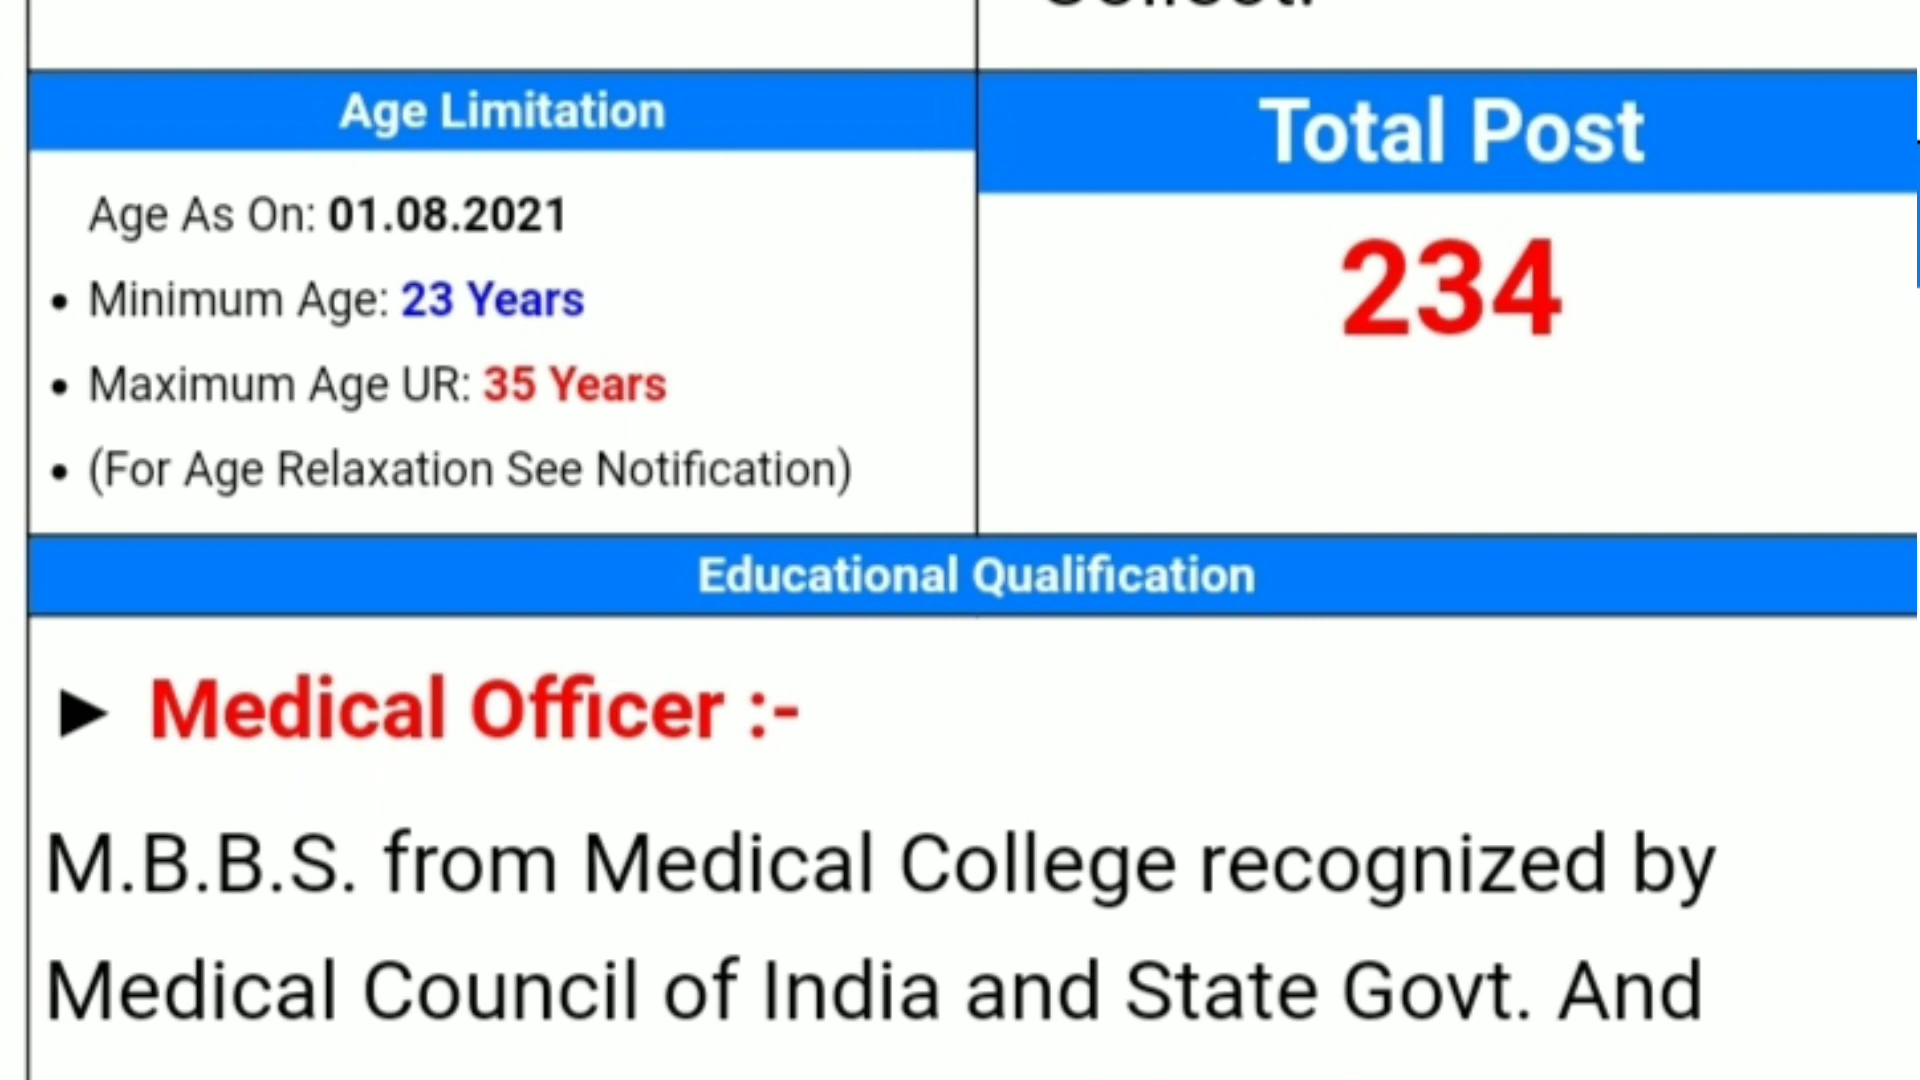 Age Limitation
Age As On: 01.08.2021
• Minimum Age: 23 Years
• Maximum Age UR: 35 Years
• (For Age Relaxation See Notification)
Total Post
234
Educational Qualification
► Medical Officer :-
M.B.B.S. from Medical College recognized by
Medical Council of India and State Govt. And